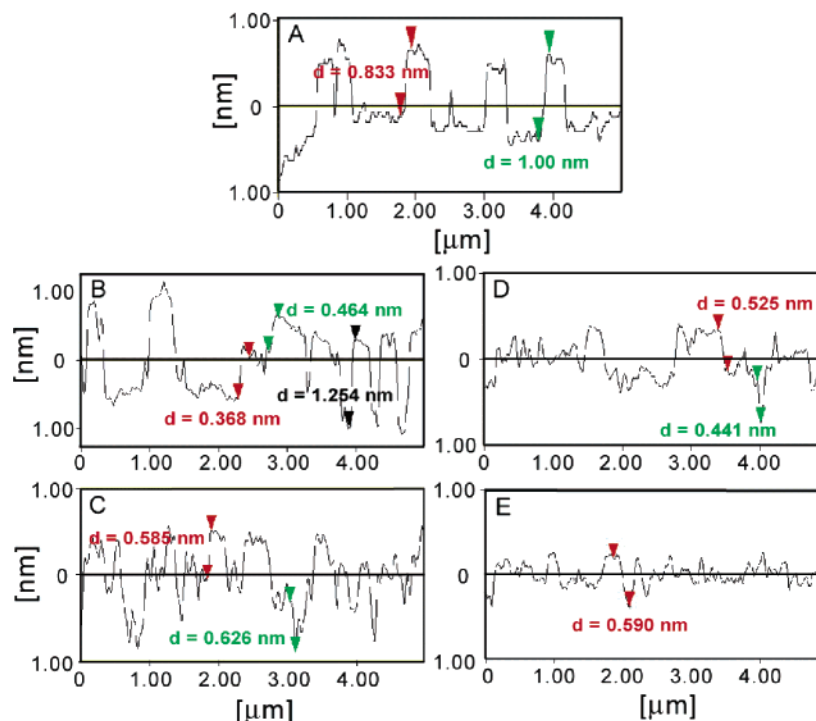 A
1.00
[nm]
0
1.00
d = 0.833 nm
d = 1.00 nm
0 1.00 2.00 3.00 4.00
[µm]
B
1.00
0
1.00
d = 0.464 nm
d = 1.254 nm
d = 0.368 nm
0 1.00 2.00 3.00 4.00
[nm]
D
1.00
0
1.00
d = 0.525 nm
d = 0.441 nm
0 1.00 2.00 3.00 4.00
C
1.00
0
1.00
d = 0.585 nm
d = 0.626 nm
0 1.00 2.00 3.00 4.00
[nm]
[µm]
E
1.00
0
1.00
d = 0.590 nm
0 1.00 2.00 3.00 4.00
[µm]